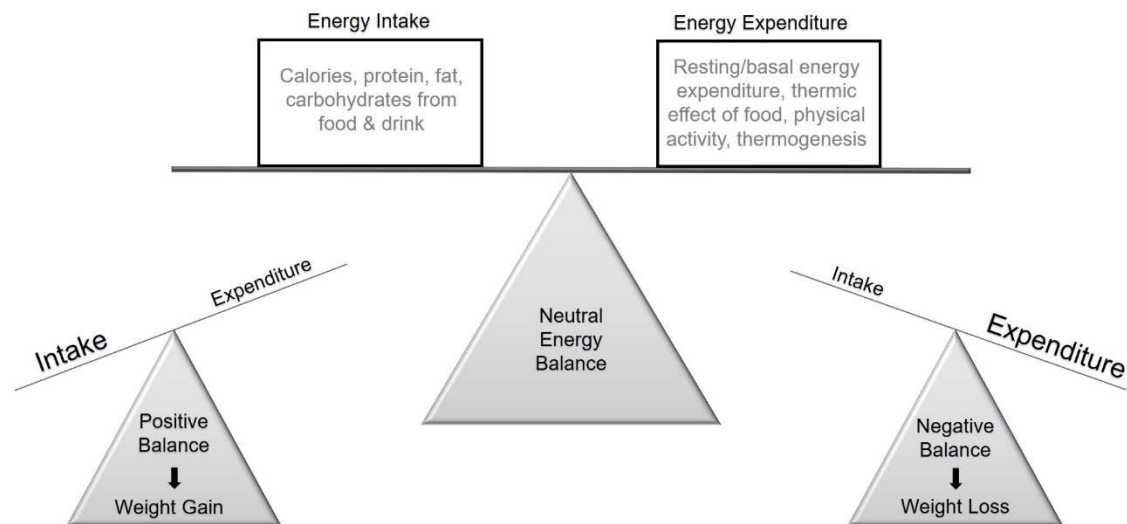 Energy Intake
Calories, protein, fat,
carbohydrates from
food & drink
Energy Expenditure
Resting/basal energy
expenditure, thermic
effect of food, physical
activity, thermogenesis
Neutral
Energy
Balance
Intake
Expenditure
Positive
Balance
Weight Gain
Intake
Expenditure
Negative
Balance
Weight Loss